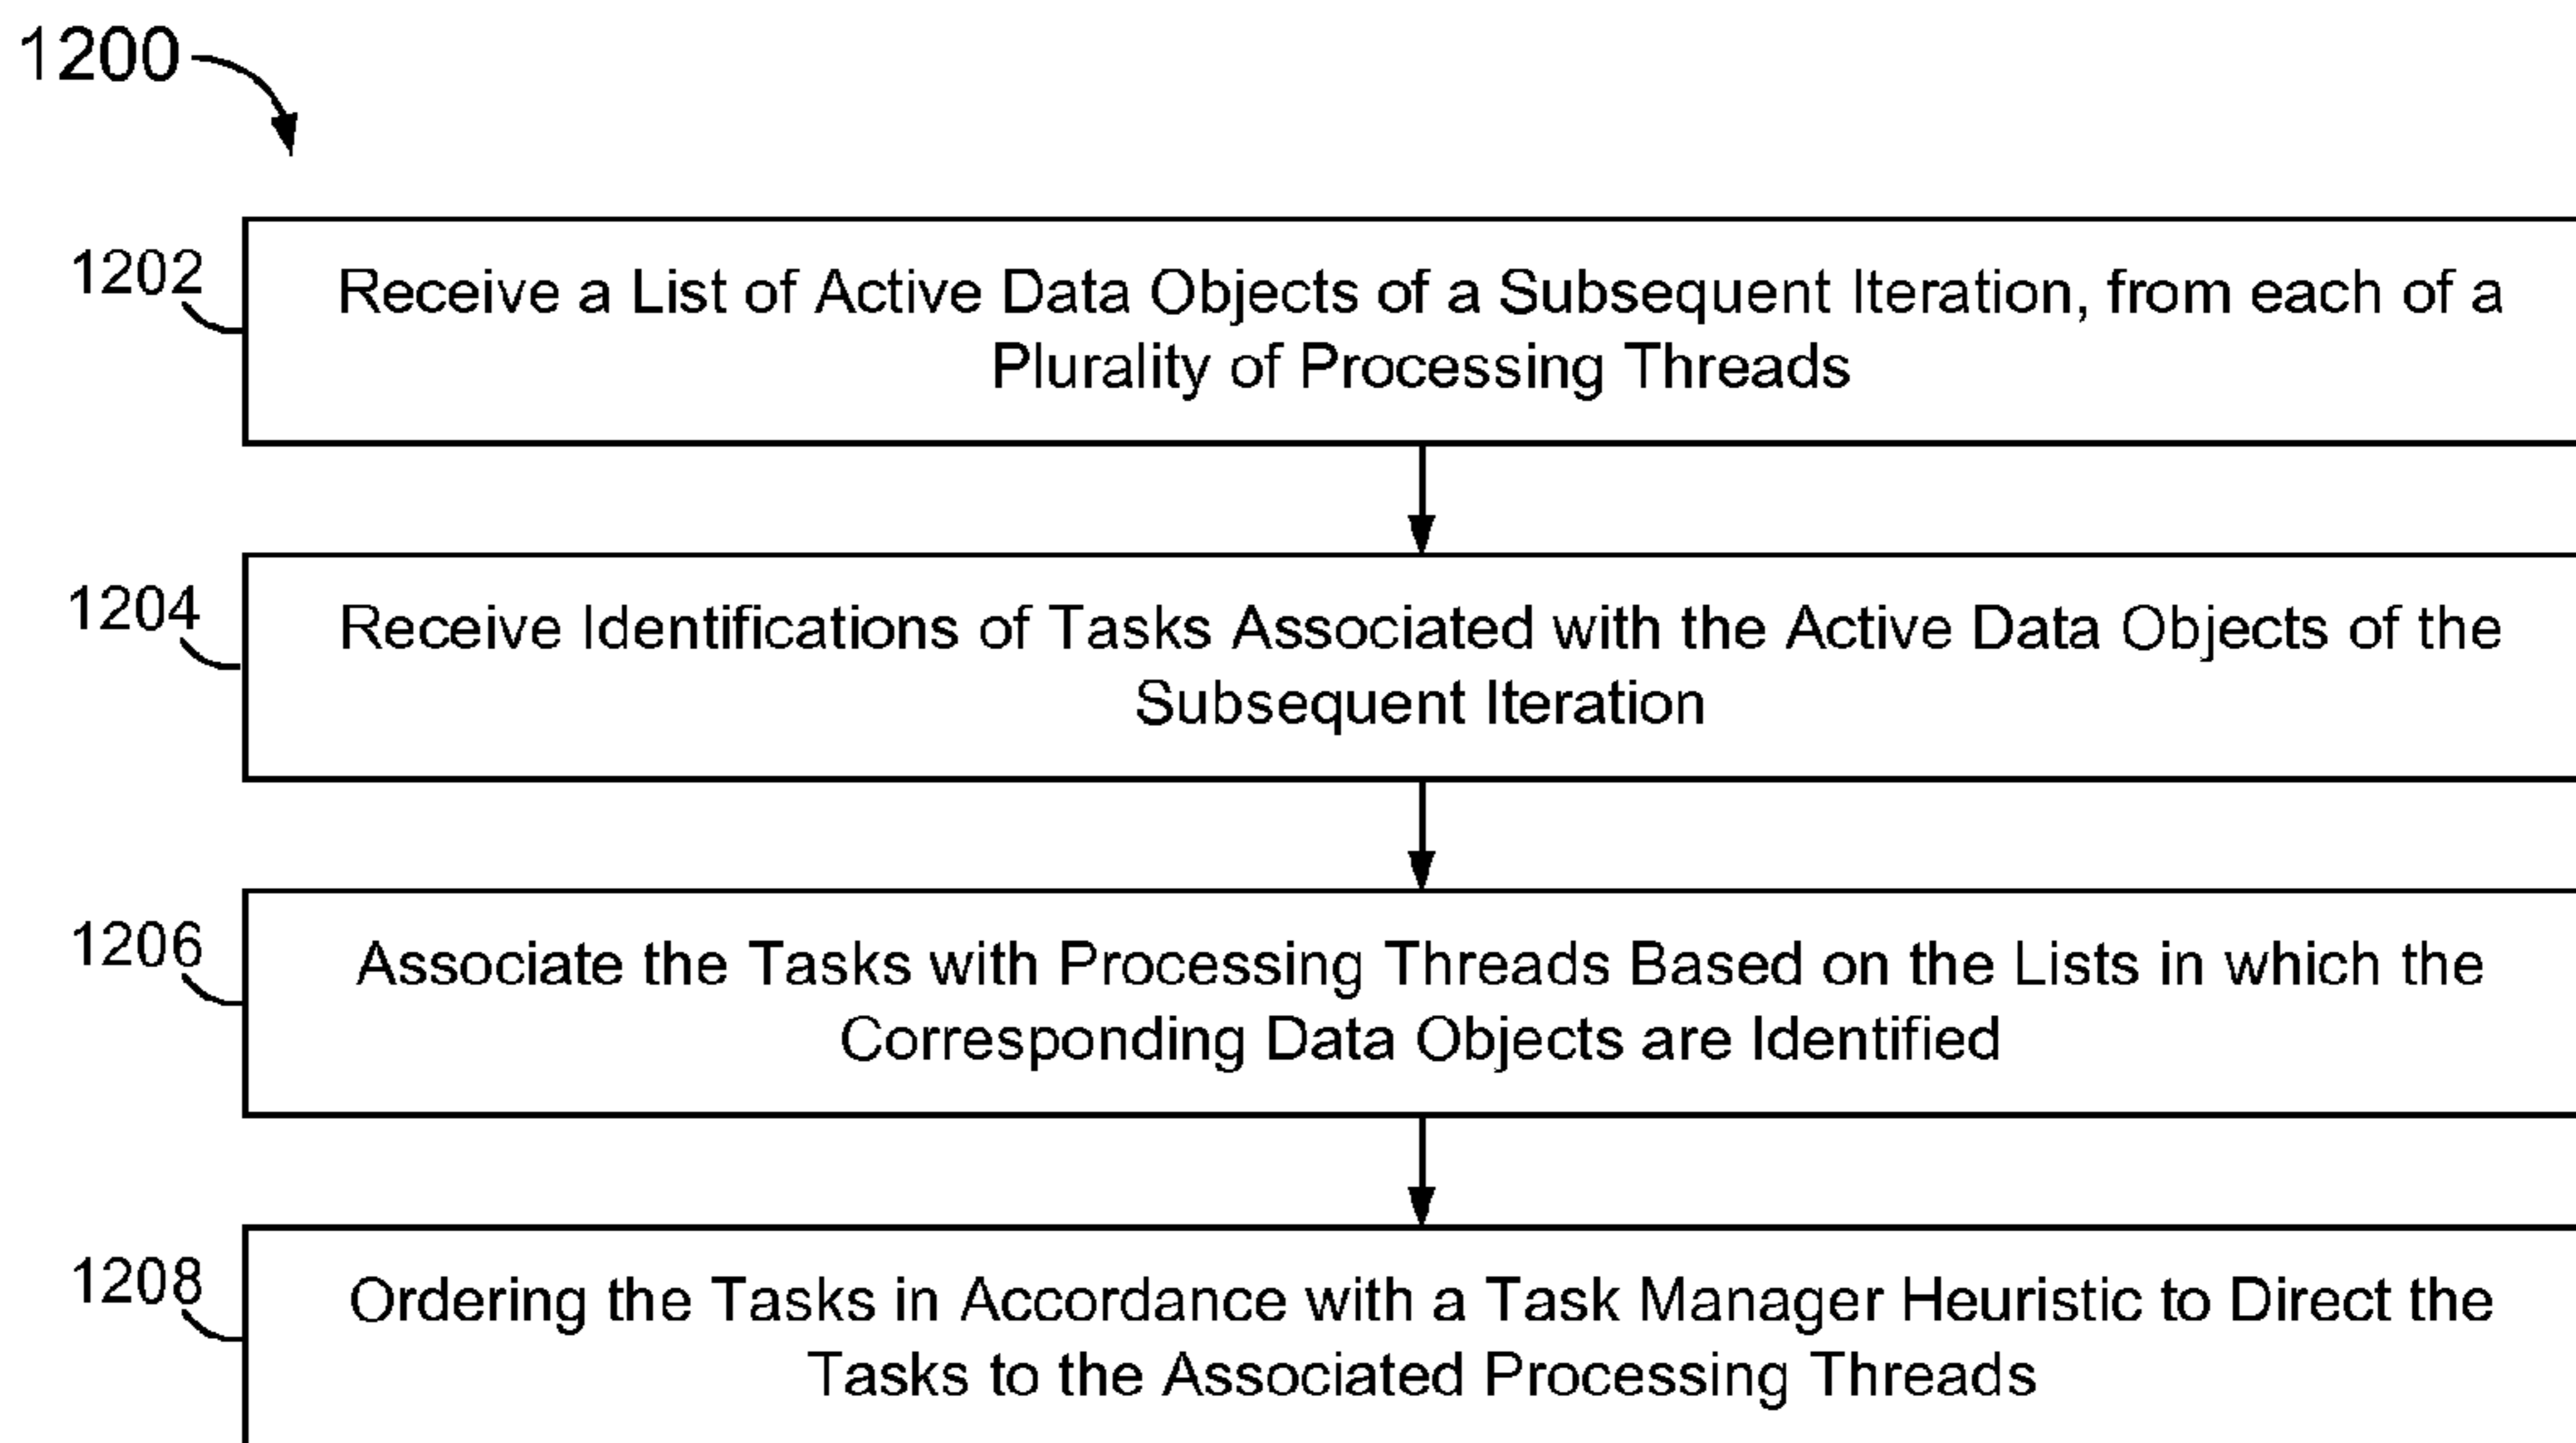 1200
1202
Receive a List of Active Data Objects of a Subsequent Iteration, from each of a
Plurality of Processing Threads
1204
Receive Identifications of Tasks Associated with the Active Data Objects of the
Subsequent Iteration
1206
Associate the Tasks with Processing Threads Based on the Lists in which the
Corresponding Data Objects are Identified
1208
Ordering the Tasks in Accordance with a Task Manager Heuristic to Direct the
Tasks to the Associated Processing Threads